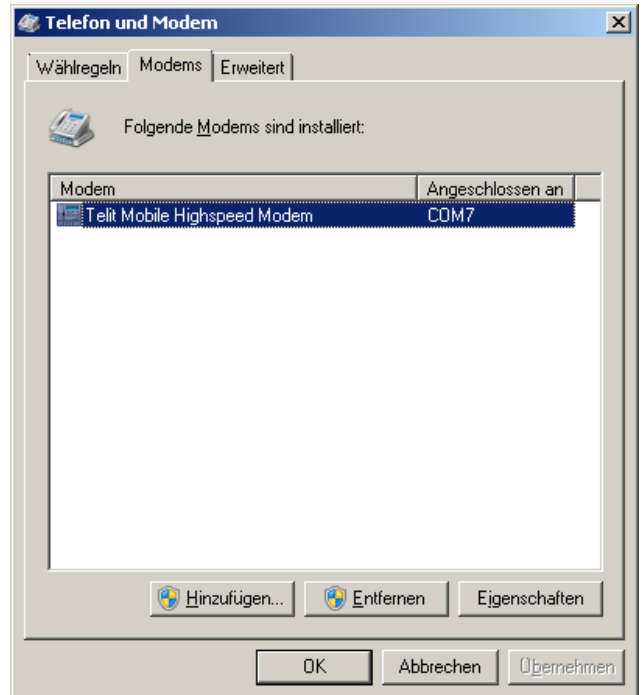 Telefon und Modem
Wählregeln Modems Erweitert
Folgende Modems sind installiert:
Modem Angeschlossen an
Telit Mobile Highspeed Modem COM7
Hinzufügen... Entfernen Eigenschaften
OK Abbrechen Übernehmen